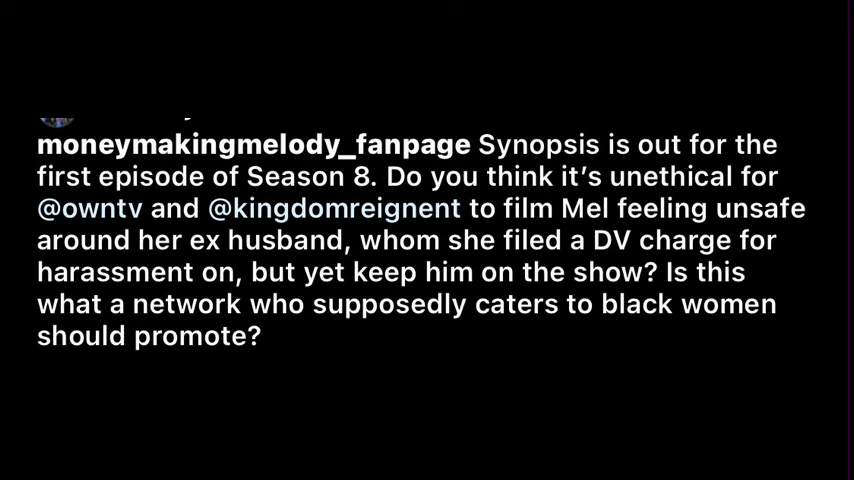 moneymakingmelody_fanpage Synopsis is out for the
first episode of Season 8. Do you think it’s unethical for
@owntv and @kingdomreignent to film Mel feeling unsafe
around her ex husband, whom she filed a DV charge for
harassment on, but yet keep him on the show? Is this
what a network who supposedly caters to black women
should promote?